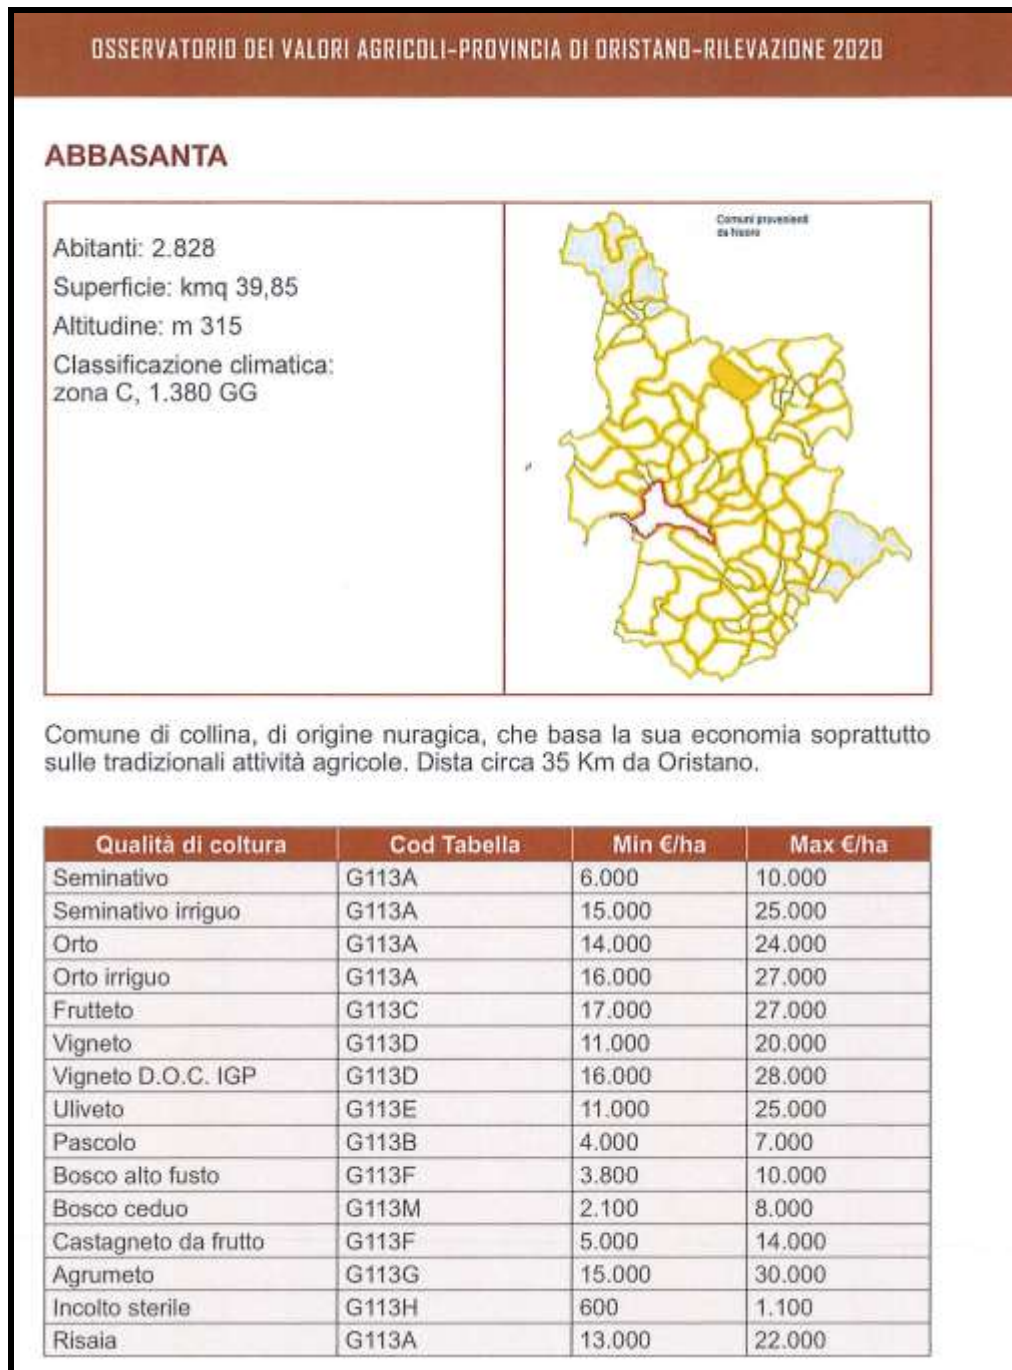 OSSERVATORIO DEI VALORI AGRICOLI-PROVINCIA DI ORISTANO-RILEVAZIONE 2020
ABBASANTA
Abitanti: 2.828
Superficie: kmq 39,85
Altitudine: m 315
Classificazione climatica:
zona C, 1.380 GG
Comuni provenienti
da Nuoro
Comune di collina, di origine nuragica, che basa la sua economia soprattutto
sulle tradizionali attività agricole. Dista circa 35 Km da Oristano.
Qualità di coltura Cod Tabella Min €/ha Max €/ha
Seminativo G113A 6.000 10.000
Seminativo irriguo G113A 15.000 25.000
Orto G113A 14.000 24.000
Orto irriguo G113A 16.000 27.000
Frutteto G113C 17.000 27.000
Vigneto G113D 11.000 20.000
Vigneto D.O.C. IGP G113D 16.000 28.000
Uliveto G113E 11.000 25.000
Pascolo G113B 4.000 7.000
Bosco alto fusto G113F 3.800 10.000
Bosco ceduo G113M 2.100 8.000
Castagneto da frutto G113F 5.000 14.000
Agrumeto G113G 15.000 30.000
Incolto sterile G113H 600 1.100
Risaia G113A 13.000 22.000